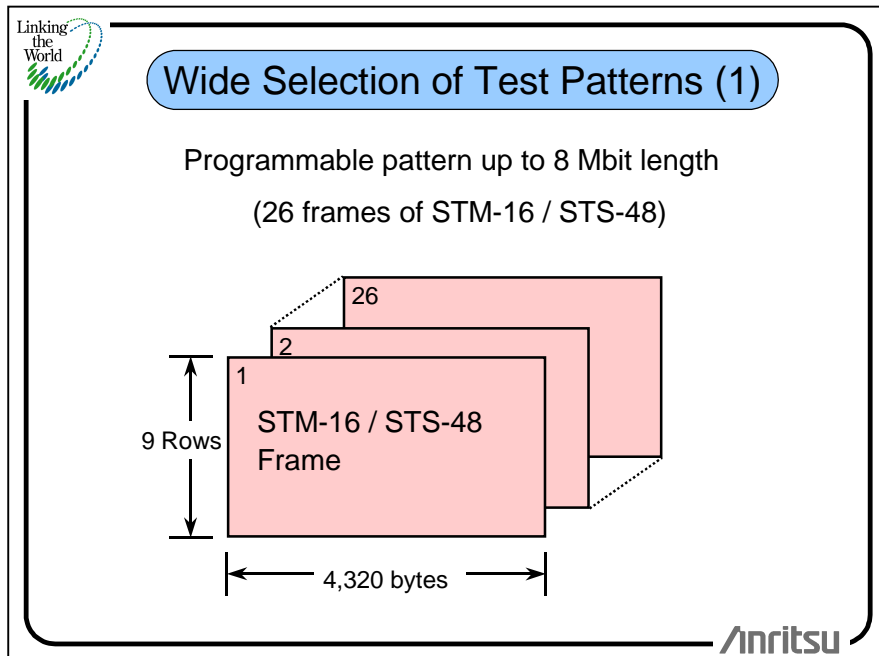 Linking
the
World
Wide Selection of Test Patterns (1)
Programmable pattern up to 8 Mbit length
(26 frames of STM-16 / STS-48)
26
2
1
STM-16 / STS-48
Frame
9 Rows
4,320 bytes
Anritsu